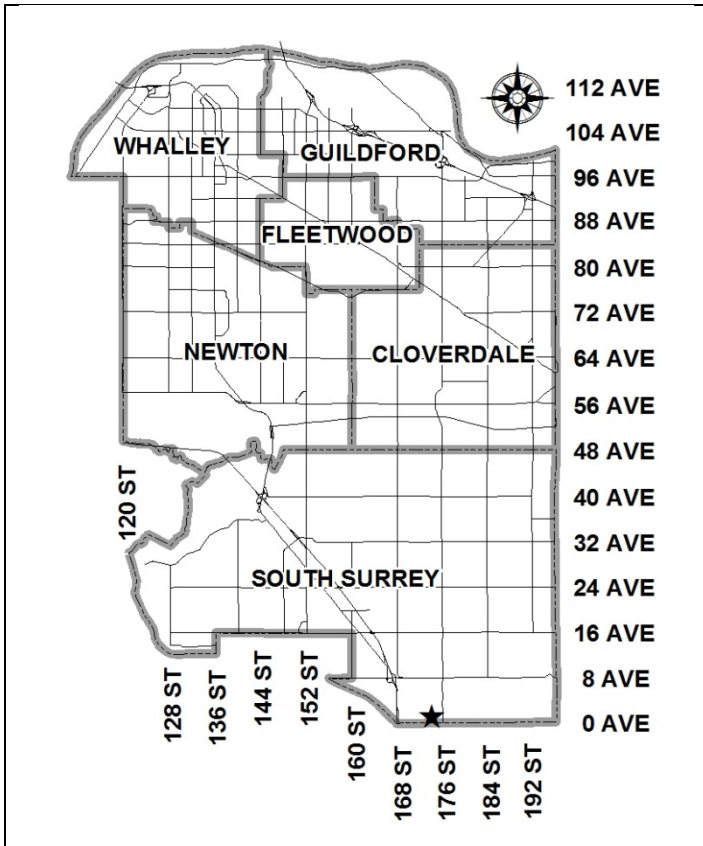 112 AVE
104 AVE
WHALLEY
GUILDFORD
96 AVE
88 AVE
FLEETWOOD
80 AVE
72 AVE
NEWTON
CLOVERDALE
64 AVE
56 AVE
48 AVE
120 ST
40 AVE
32 AVE
SOUTH SURREY
24 AVE
16 AVE
128 ST
136 ST
144 ST
152 ST
160 ST
8 AVE
0 AVE
168 ST
176 ST
184 ST
192 ST